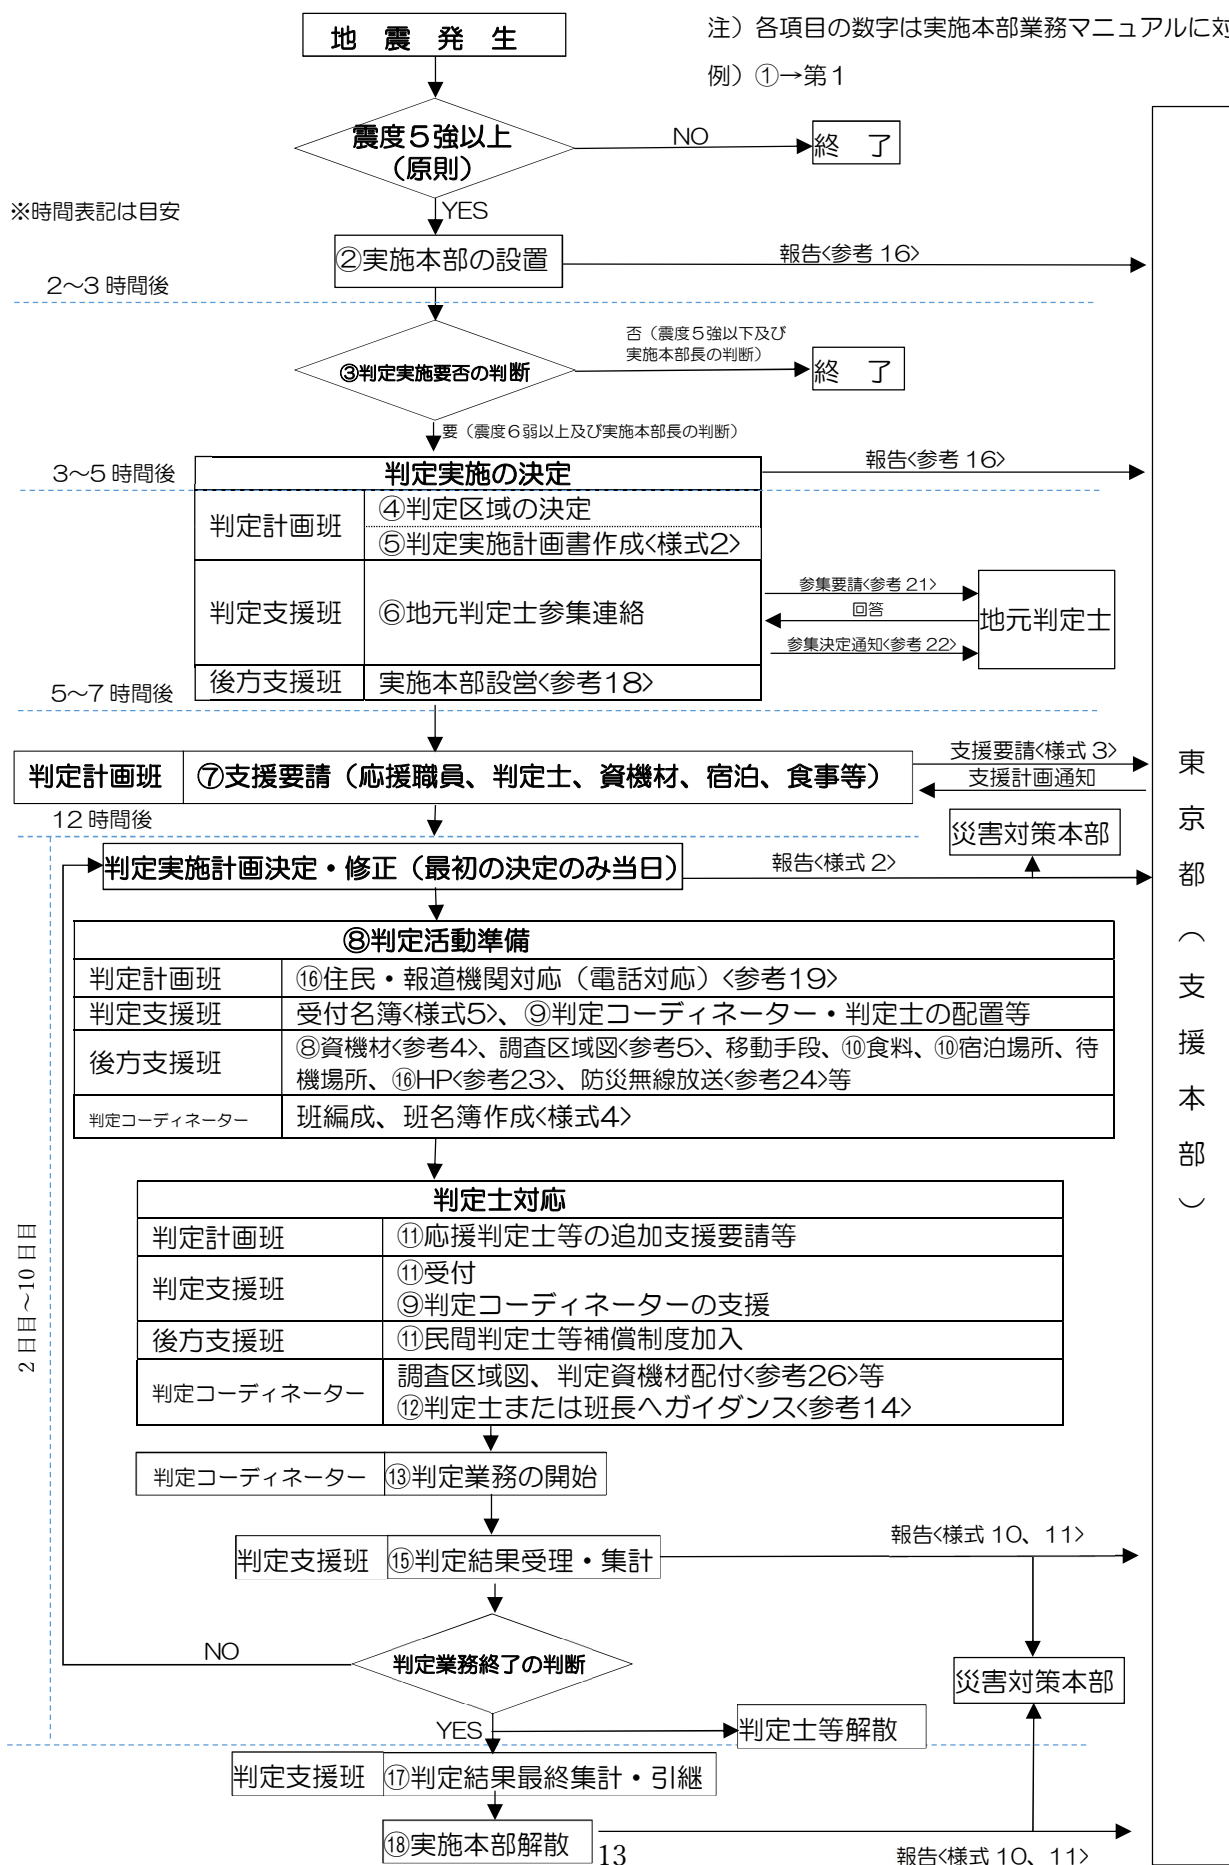 地 震 発 生
注）各項目の数字は実施本部業務マニュアルに対
例）①→第1
震度５強以上
（原則）
NO
終 了
※時間表記は目安
YES
②実施本部の設置
報告<参考 16>
2～3 時間後
否（震度５強以下及び
実施本部長の判断）
③判定実施要否の判断
終 了
要（震度６弱以上及び実施本部長の判断）
3～5 時間後
判定実施の決定
報告<参考 16>
判定計画班
④判定区域の決定
⑤判定実施計画書作成<様式2>
判定支援班
⑥地元判定士参集連絡
参集要請<参考 21>
回答
参集決定通知<参考 22>
地元判定士
後方支援班
実施本部設営<参考18>
5～7 時間後
判定計画班
⑦支援要請（応援職員、判定士、資機材、宿泊、食事等）
支援要請<様式 3>
支援計画通知
12 時間後
災害対策本部
判定実施計画決定・修正（最初の決定のみ当日）
報告<様式 2>
⑧判定活動準備
判定計画班
⑯住民・報道機関対応（電話対応）<参考19>
判定支援班
受付名簿<様式5>、⑨判定コーディネーター・判定士の配置等
後方支援班
⑧資機材<参考4>、調査区域図<参考5>、移動手段、⑩食料、⑩宿泊場所、待
機場所、⑯HP<参考23>、防災無線放送<参考24>等
判定コーディネーター
班編成、班名簿作成<様式4>
判定士対応
判定計画班
⑪応援判定士等の追加支援要請等
判定支援班
⑪受付
⑨判定コーディネーターの支援
後方支援班
⑪民間判定士等補償制度加入
判定コーディネーター
調査区域図、判定資機材配付<参考26>等
⑫判定士または班長へガイダンス<参考14>
2 日目～10 日目
判定コーディネーター
⑬判定業務の開始
判定支援班
⑮判定結果受理・集計
報告<様式 10、11>
NO
判定業務終了の判断
災害対策本部
YES
判定士等解散
判定支援班
⑰判定結果最終集計・引継
⑱実施本部解散
13
報告<様式 10、11>
東京都（支援本部）